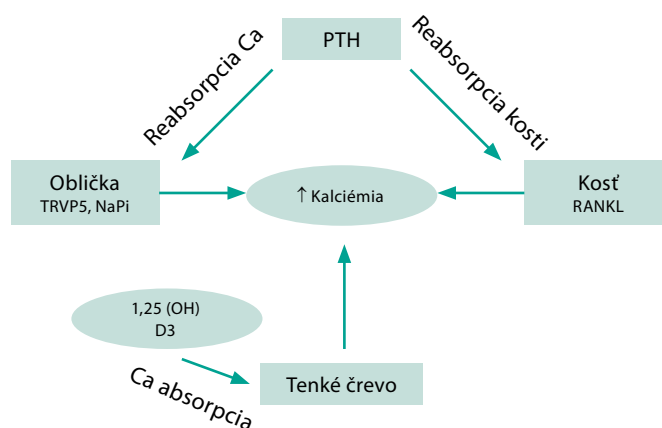 PTH
Reabsorpcia Ca
Reabsorpcia kosti
Oblička
TRVP5, NaPi
↑ Kalciémia
Kosť
RANKL
1,25 (OH)
D3
Ca absorpcia
Tenké črevo